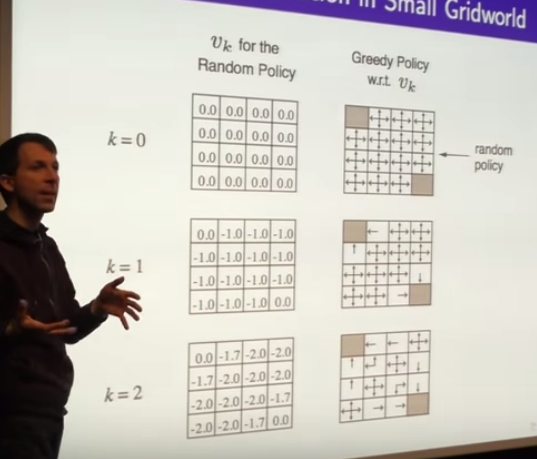 in Small Gridworld
v_k for the
Random Policy
Greedy Policy
w.r.t. v_k
k = 0
0.0 0.0 0.0 0.0
0.0 0.0 0.0 0.0
0.0 0.0 0.0 0.0
0.0 0.0 0.0 0.0
random
policy
k = 1
0.0 -1.0 -1.0 -1.0
-1.0 -1.0 -1.0 -1.0
-1.0 -1.0 -1.0 -1.0
-1.0 -1.0 -1.0 0.0
k = 2
0.0 -1.7 -2.0 -2.0
-1.7 -2.0 -2.0 -2.0
-2.0 -2.0 -2.0 -1.7
-2.0 -2.0 -1.7 0.0